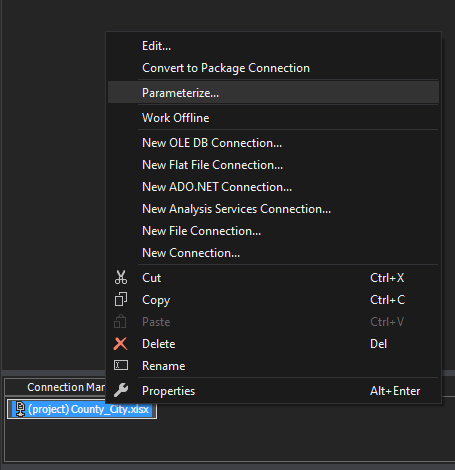 Edit...
Convert to Package Connection
Parameterize...
Work Offline
New OLE DB Connection...
New Flat File Connection...
New ADO.NET Connection...
New Analysis Services Connection...
New File Connection...
New Connection...
Cut Ctrl+X
Copy Ctrl+C
Paste Ctrl+V
Delete Del
Rename
Properties Alt+Enter
Connection Mar
(project) County_City.xlsx